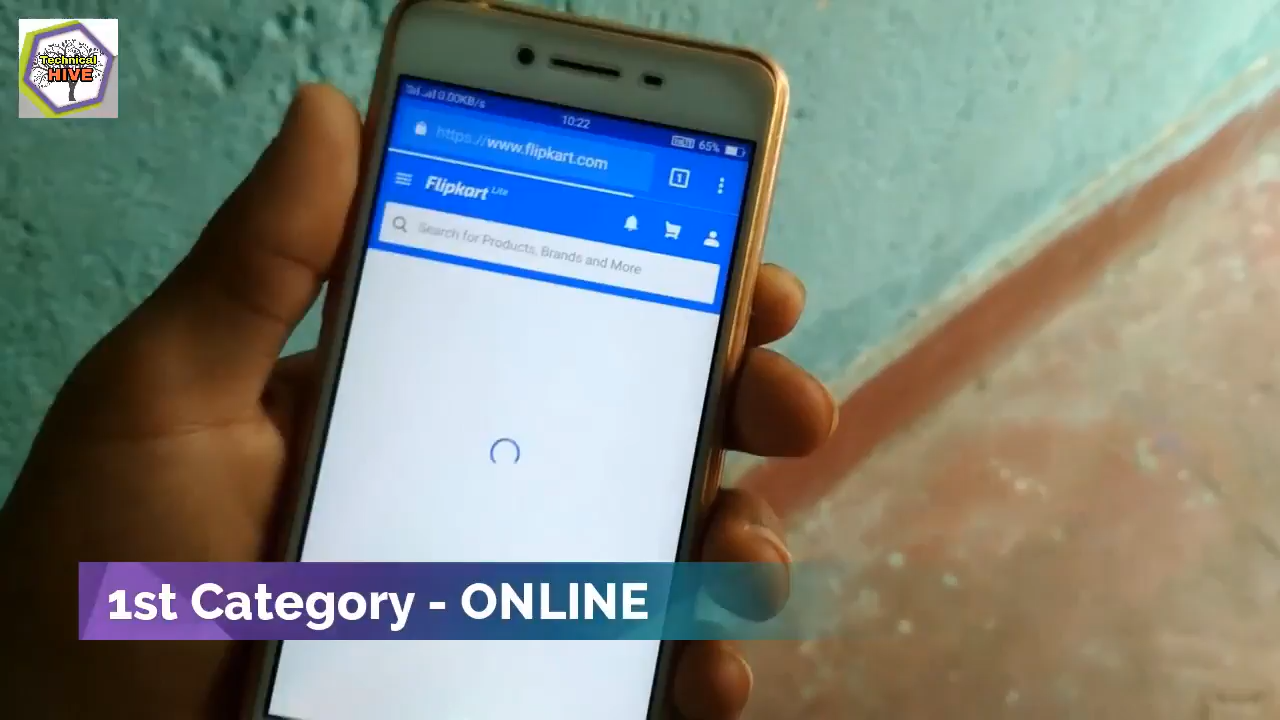 Technical
HIVE
0.00KB/s
10:22
65%
https://www.flipkart.com
1
Flipkart Lite
Search for Products, Brands and More
1st Category - ONLINE